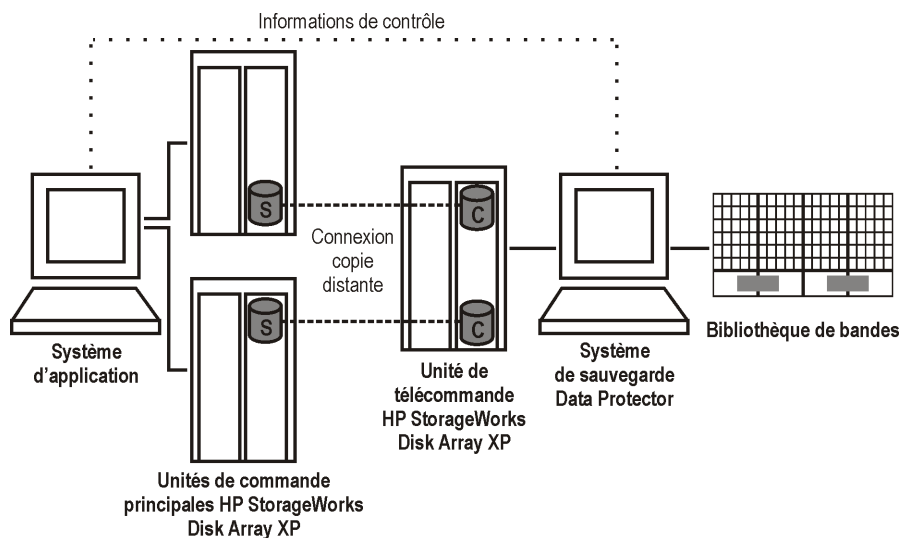 Informations de contrôle
S
C
Connexion
copie
distante
S
C
Système
d'application
Unité de
télécommande
HP StorageWorks
Disk Array XP
Système
de sauvegarde
Data Protector
Bibliothèque de bandes
Unités de commande
principales HP StorageWorks
Disk Array XP